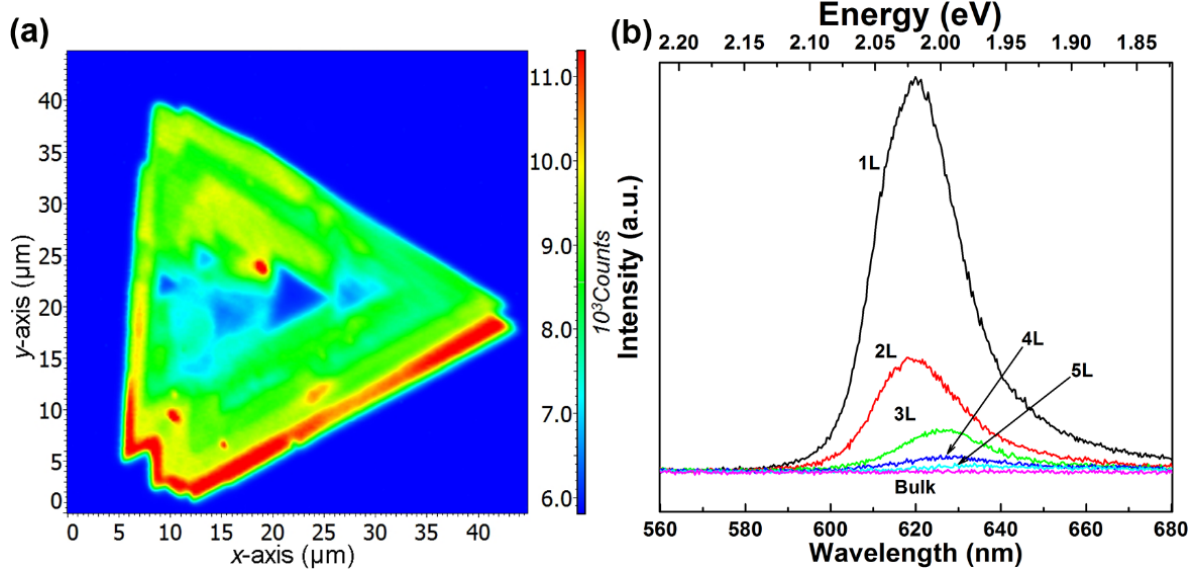 (a)
40
35
30
25
20
15
10
5
0
y-axis (μm)
0 5 10 15 20 25 30 35 40
x-axis (μm)
11.0
10.0
9.0
8.0
7.0
6.0
10³Counts
(b)
Energy (eV)
2.20 2.15 2.10 2.05 2.00 1.95 1.90 1.85
Intensity (a.u.)
1L
2L
3L
4L
5L
Bulk
560 580 600 620 640 660 680
Wavelength (nm)